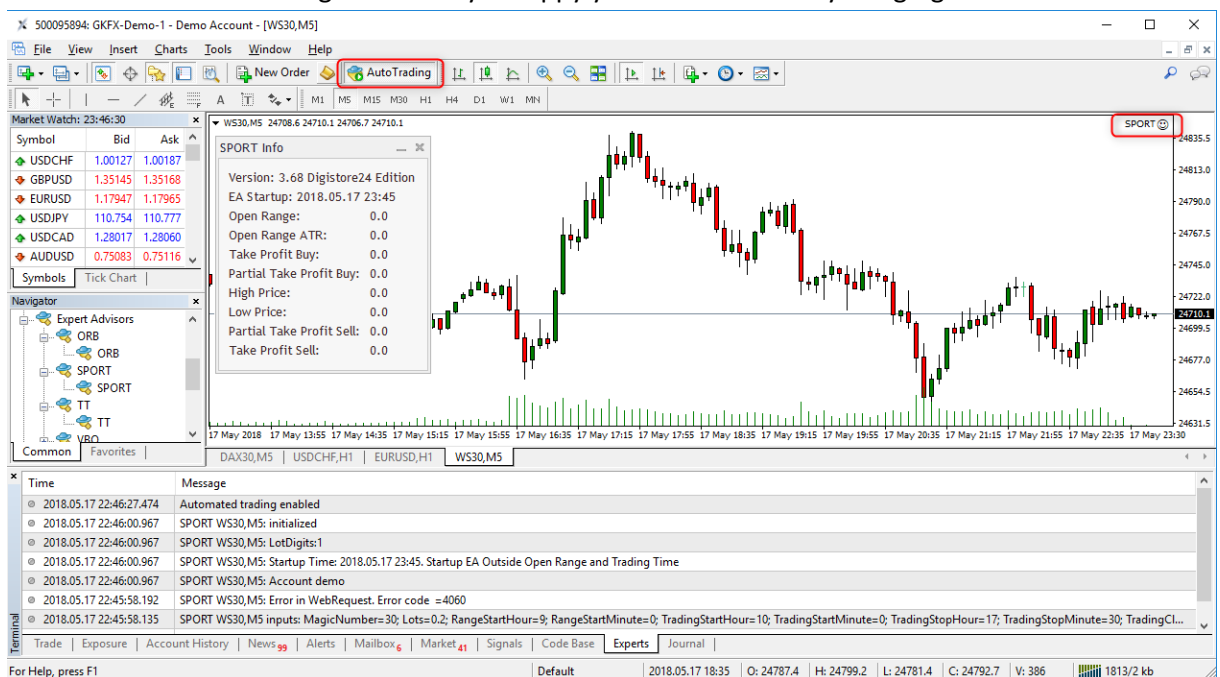 500095894: GKFX-Demo-1 - Demo Account - [WS30,M5]
File View Insert Charts Tools Window Help
New Order AutoTrading
A T M1 M5 M15 M30 H1 H4 D1 W1 MN
Market Watch: 23:46:30
Symbol Bid Ask
USDCHF 1.00127 1.00187
GBPUSD 1.35145 1.35168
EURUSD 1.17947 1.17965
USDJPY 110.754 110.777
USDCAD 1.28017 1.28060
AUDUSD 0.75083 0.75116
Symbols Tick Chart
Navigator
Expert Advisors
ORB
ORB
SPORT
SPORT
TT
TT
VBO
Common Favorites
WS30,M5 24708.6 24710.1 24706.7 24710.1
SPORT
SPORT Info
Version: 3.68 Digistore24 Edition
EA Startup: 2018.05.17 23:45
Open Range: 0.0
Open Range ATR: 0.0
Take Profit Buy: 0.0
Partial Take Profit Buy: 0.0
High Price: 0.0
Low Price: 0.0
Partial Take Profit Sell: 0.0
Take Profit Sell: 0.0
24835.5
24813.0
24790.0
24767.5
24745.0
24722.0
24710.1
24699.5
24677.0
24654.5
24631.5
17 May 2018 17 May 13:55 17 May 14:35 17 May 15:15 17 May 15:55 17 May 16:35 17 May 17:15 17 May 17:55 17 May 18:35 17 May 19:15 17 May 19:55 17 May 20:35 17 May 21:15 17 May 21:55 17 May 22:35 17 May 23:30
DAX30,M5 USDCHF,H1 EURUSD,H1 WS30,M5
Time Message
2018.05.17 22:46:27.474 Automated trading enabled
2018.05.17 22:46:00.967 SPORT WS30,M5: initialized
2018.05.17 22:46:00.967 SPORT WS30,M5: LotDigits:1
2018.05.17 22:46:00.967 SPORT WS30,M5: Startup Time: 2018.05.17 23:45. Startup EA Outside Open Range and Trading Time
2018.05.17 22:46:00.967 SPORT WS30,M5: Account demo
2018.05.17 22:45:58.192 SPORT WS30,M5: Error in WebRequest. Error code =4060
2018.05.17 22:45:58.135 SPORT WS30,M5 inputs: MagicNumber=30; Lots=0.2; RangeStartHour=9; RangeStartMinute=0; TradingStartHour=10; TradingStartMinute=0; TradingStopHour=17; TradingStopMinute=30; TradingCl...
Terminal
Trade Exposure Account History News 99 Alerts Mailbox 6 Market 41 Signals Code Base Experts Journal
For Help, press F1 Default 2018.05.17 18:35 O: 24787.4 H: 24799.2 L: 24781.4 C: 24792.7 V: 386 1813/2 kb